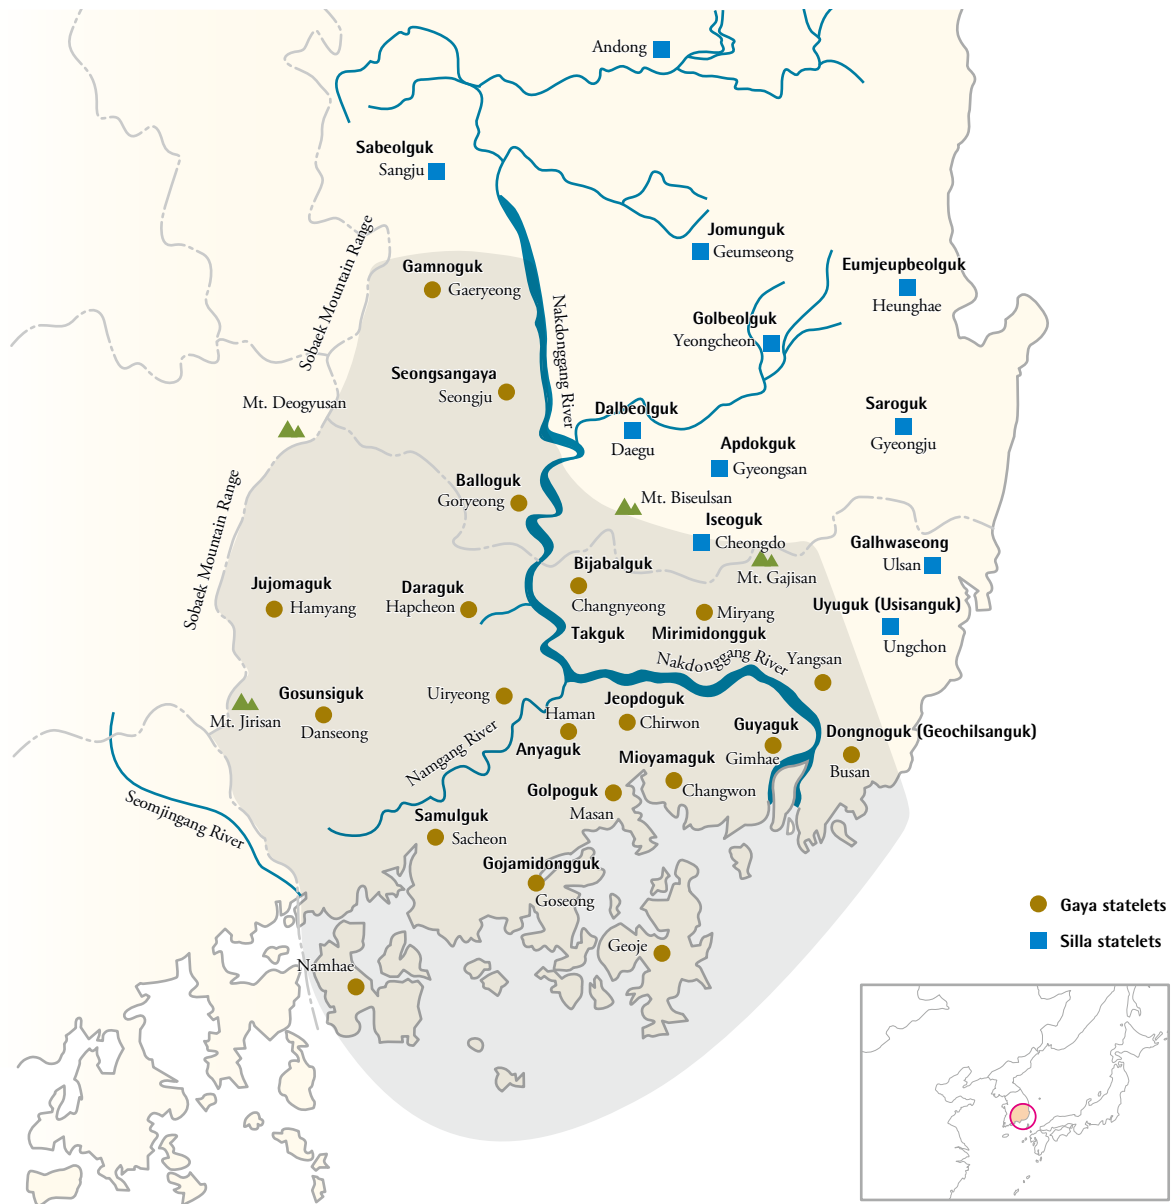 Andong
Sabeolguk
Sangju
Jomunguk
Geumseong
Sobaek Mountain Range
Gamnoguk
Gaeryeong
Eumjeupbeolguk
Heunghae
Nakdonggang River
Golbeolguk
Yeongcheon
Seongsangaya
Seongju
Mt. Deogyusan
Dalbeolguk
Daegu
Saroguk
Gyeongju
Apdokguk
Gyeongsan
Balloguk
Goryeong
Mt. Biseulsan
Sobaek Mountain Range
Iseoguk
Cheongdo
Mt. Gajisan
Galhwaseong
Ulsan
Bijabalguk
Changnyeong
Jujomaguk
Hamyang
Daraguk
Hapcheon
Takguk
Miryang
Mirimidongguk
Uyuguk (Usisanguk)
Ungchon
Nakdonggang River
Yangsan
Mt. Jirisan
Gosunsiguk
Danseong
Uiryeong
Haman
Anyaguk
Jeopdoguk
Chirwon
Guyaguk
Gimhae
Dongnoguk (Geochilsanguk)
Busan
Namgang River
Mioyamaguk
Changwon
Golpoguk
Masan
Seomjingang River
Samulguk
Sacheon
Gojamidongguk
Goseong
Geoje
Namhae
Gaya statelets
Silla statelets